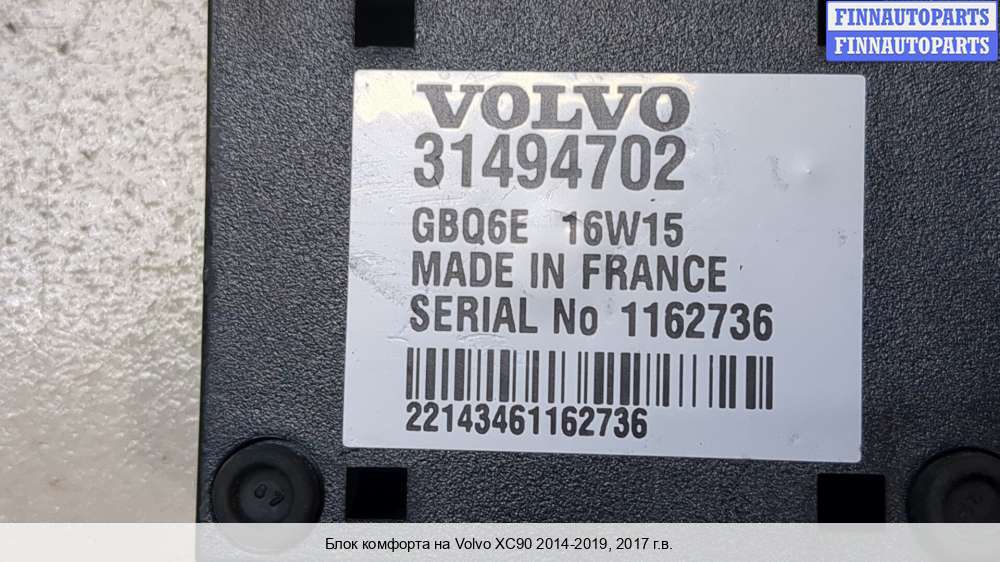 FINNAUTOPARTS
FINNAUTOPARTS
VOLVO
31494702
GBQ6E 16W15
MADE IN FRANCE
SERIAL No 1162736
22143461162736
Блок комфорта на Volvo XC90 2014-2019, 2017 г.в.